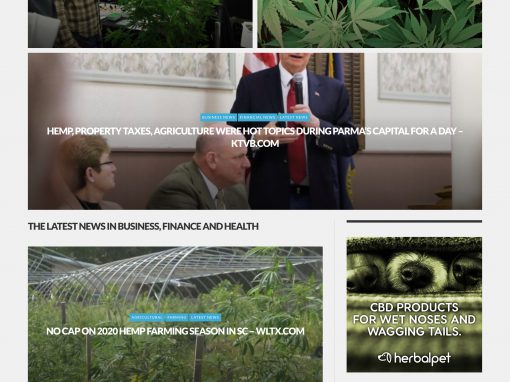 BUSINESS NEWS FINANCIAL NEWS LATEST NEWS
HEMP, PROPERTY TAXES, AGRICULTURE WERE HOT TOPICS DURING PARMA'S CAPITAL FOR A DAY –
KTVB.COM
THE LATEST NEWS IN BUSINESS, FINANCE AND HEALTH
AGRICULTURAL FARMING LATEST NEWS
NO CAP ON 2020 HEMP FARMING SEASON IN SC – WLTX.COM
CBD PRODUCTS
FOR WET NOSES AND
WAGGING TAILS.
herbalpet